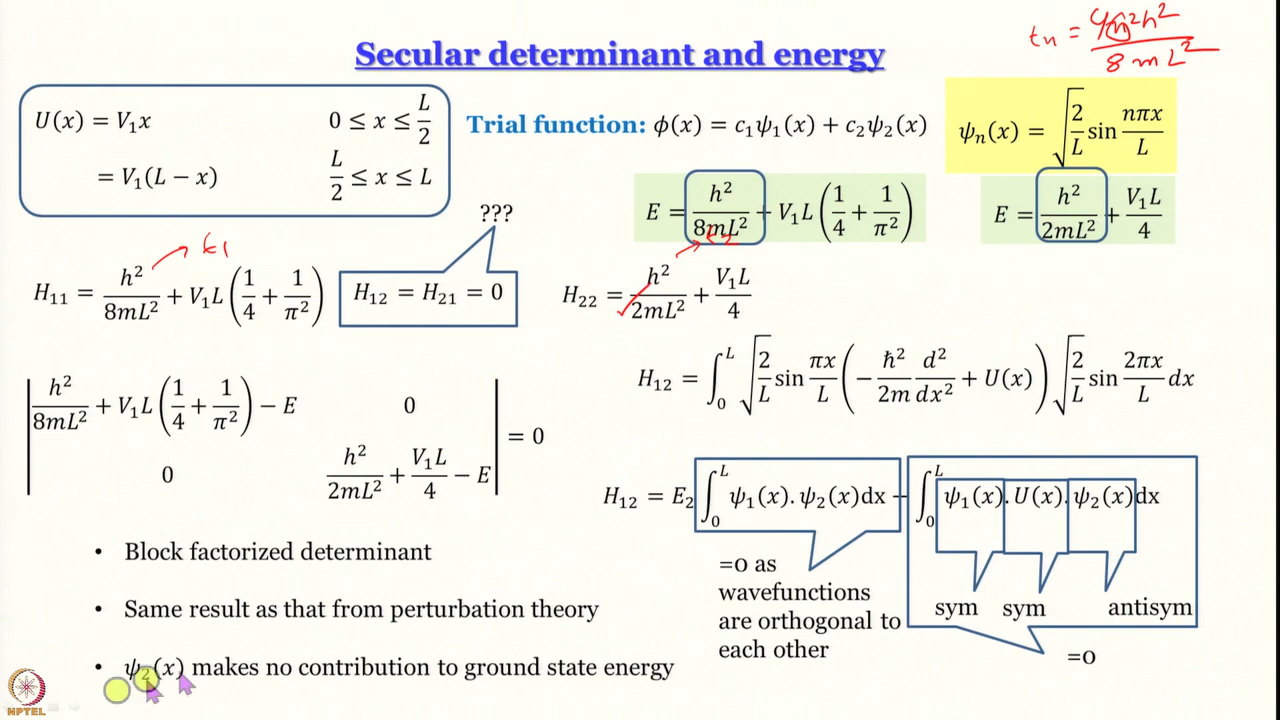 Secular determinant and energy
tn = 4n²h² / 8mL²
U(x) = V₁x    0 ≤ x ≤ L/2
= V₁(L − x)    L/2 ≤ x ≤ L
Trial function: ϕ(x) = c₁ψ₁(x) + c₂ψ₂(x)
ψₙ(x) = √(2/L) sin nπx/L
E = h²/8mL² + V₁L(1/4 + 1/π²)
E = h²/2mL² + V₁L/4
???
H₁₁ = h²/8mL² + V₁L(1/4 + 1/π²)
H₁₂ = H₂₁ = 0
H₂₂ = h²/2mL² + V₁L/4
H₁₂ = ∫₀ᴸ √(2/L) sin πx/L (−ℏ²/2m d²/dx² + U(x)) √(2/L) sin 2πx/L dx
| h²/8mL² + V₁L(1/4 + 1/π²) − E    0 |
| 0    h²/2mL² + V₁L/4 − E | = 0
H₁₂ = E₂ ∫₀ᴸ ψ₁(x). ψ₂(x)dx + ∫₀ᴸ ψ₁(x). U(x). ψ₂(x)dx
=0 as
wavefunctions
are orthogonal to
each other
sym sym antisym
=0
• Block factorized determinant
• Same result as that from perturbation theory
• ψ₂(x) makes no contribution to ground state energy
NPTEL